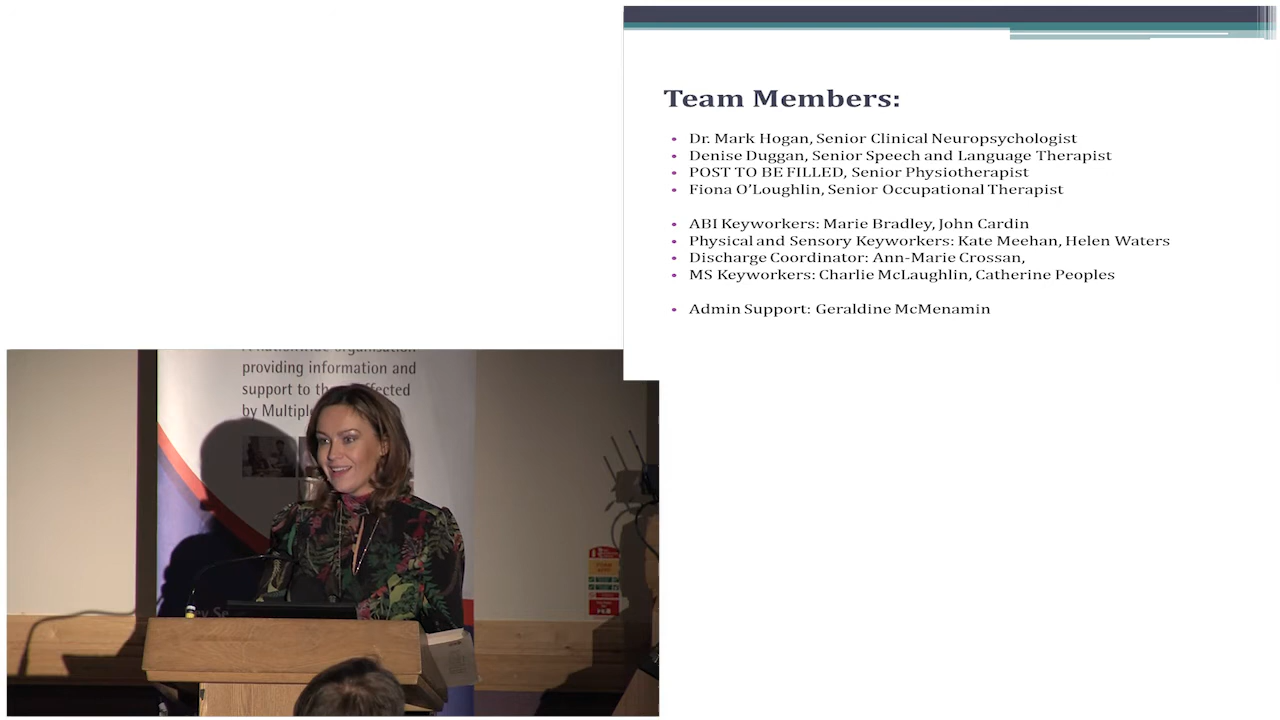 Team Members:
Dr. Mark Hogan, Senior Clinical Neuropsychologist
Denise Duggan, Senior Speech and Language Therapist
POST TO BE FILLED, Senior Physiotherapist
Fiona O’Loughlin, Senior Occupational Therapist
ABI Keyworkers: Marie Bradley, John Cardin
Physical and Sensory Keyworkers: Kate Meehan, Helen Waters
Discharge Coordinator: Ann-Marie Crossan,
MS Keyworkers: Charlie McLaughlin, Catherine Peoples
Admin Support: Geraldine McMenamin
A nationwide organisation
providing information and
support to
by